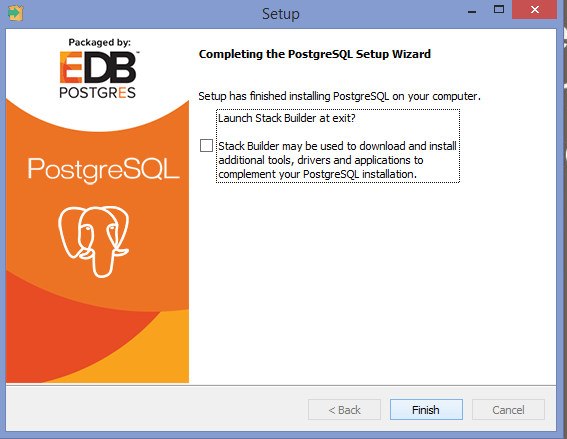 Setup
Packaged by:
EDB
POSTGRES
PostgreSQL
Completing the PostgreSQL Setup Wizard
Setup has finished installing PostgreSQL on your computer.
Launch Stack Builder at exit?
Stack Builder may be used to download and install
additional tools, drivers and applications to
complement your PostgreSQL installation.
< Back
Finish
Cancel